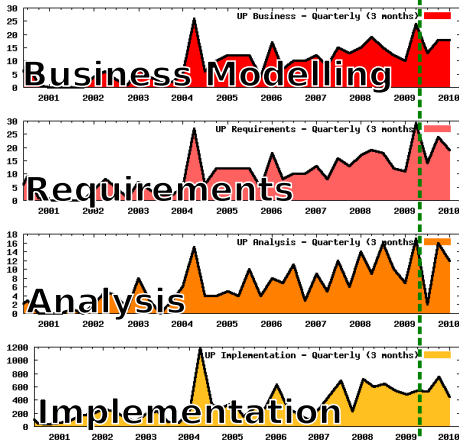 30
UP Business - Quarterly (3 months)
25
20
15
10
5
0
Business Modelling
2001 2002 2003 2004 2005 2006 2007 2008 2009 2010
30
UP Requirements - Quarterly (3 months)
25
20
15
10
5
0
Requirements
2001 2002 2003 2004 2005 2006 2007 2008 2009 2010
18
UP Analysis - Quarterly (3 months)
16
14
12
10
8
6
4
2
0
Analysis
2001 2002 2003 2004 2005 2006 2007 2008 2009 2010
1200
UP Implementation - Quarterly (3 months)
1000
800
600
400
200
0
Implementation
2001 2002 2003 2004 2005 2006 2007 2008 2009 2010